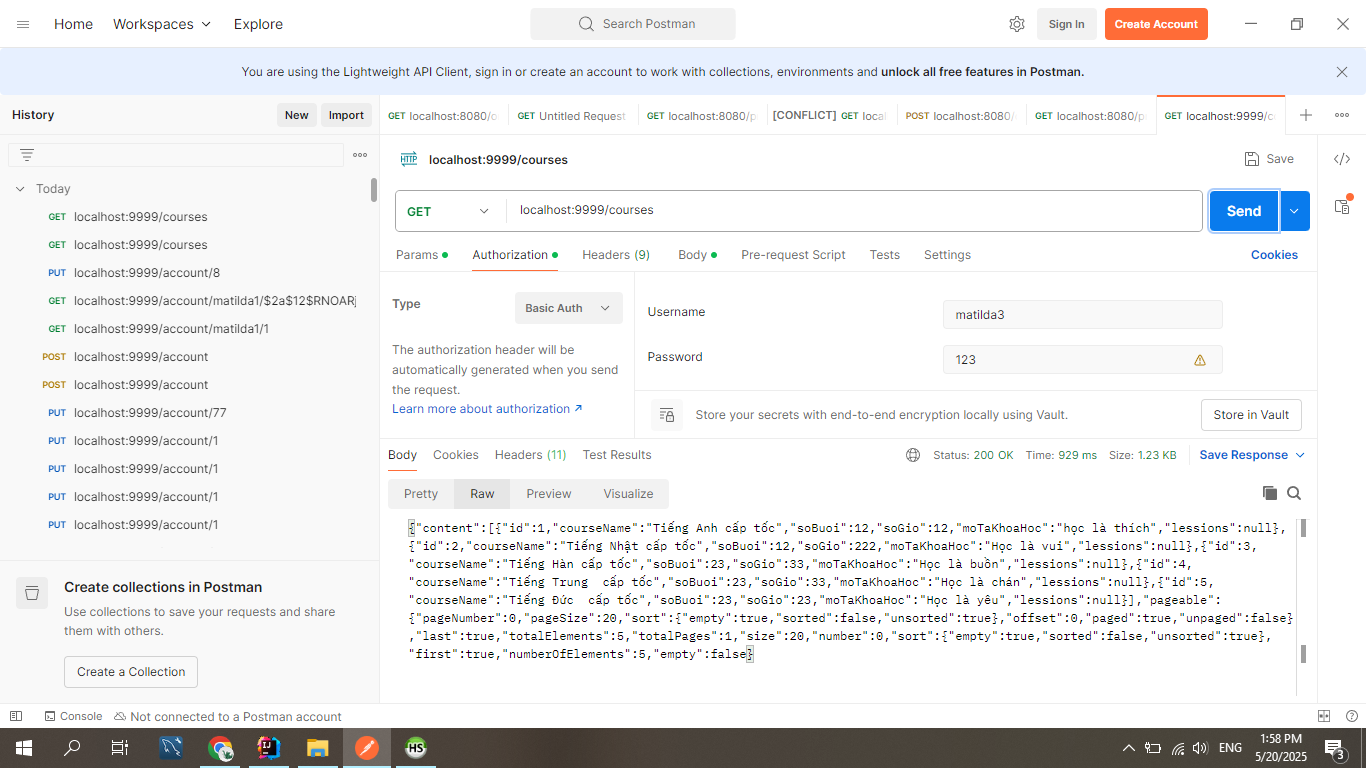 Home
Workspaces
Explore
Search Postman
Sign In
Create Account
You are using the Lightweight API Client, sign in or create an account to work with collections, environments and unlock all free features in Postman.
History
New
Import
GET localhost:8080/o
GET Untitled Request
GET localhost:8080/p
[CONFLICT] GET local
POST localhost:8080/
GET localhost:8080/p
GET localhost:9999/c
HTTP localhost:9999/courses
Save
Today
GET localhost:9999/courses
GET localhost:9999/courses
PUT localhost:9999/account/8
GET localhost:9999/account/matilda1/$2a$12$RNOARj
GET localhost:9999/account/matilda1/1
POST localhost:9999/account
POST localhost:9999/account
PUT localhost:9999/account/77
PUT localhost:9999/account/1
PUT localhost:9999/account/1
PUT localhost:9999/account/1
PUT localhost:9999/account/1
GET
localhost:9999/courses
Send
Params
Authorization
Headers (9)
Body
Pre-request Script
Tests
Settings
Cookies
Type
Basic Auth
The authorization header will be
automatically generated when you send
the request.
Learn more about authorization ↗
Username
matilda3
Password
123
Store your secrets with end-to-end encryption locally using Vault.
Store in Vault
Body
Cookies
Headers (11)
Test Results
Status: 200 OK
Time: 929 ms
Size: 1.23 KB
Save Response
Pretty
Raw
Preview
Visualize
{"content":[{"id":1,"courseName":"Tiếng Anh cấp tốc","soBuoi":12,"soGio":12,"moTaKhoaHoc":"học là thích","lessions":null},
{"id":2,"courseName":"Tiếng Nhật cấp tốc","soBuoi":12,"soGio":222,"moTaKhoaHoc":"Học là vui","lessions":null},{"id":3,
"courseName":"Tiếng Hàn cấp tốc","soBuoi":23,"soGio":33,"moTaKhoaHoc":"Học là buồn","lessions":null},{"id":4,
"courseName":"Tiếng Trung  cấp tốc","soBuoi":23,"soGio":33,"moTaKhoaHoc":"Học là chán","lessions":null},{"id":5,
"courseName":"Tiếng Đức  cấp tốc","soBuoi":23,"soGio":23,"moTaKhoaHoc":"Học là yêu","lessions":null}],"pageable":
{"pageNumber":0,"pageSize":20,"sort":{"empty":true,"sorted":false,"unsorted":true},"offset":0,"paged":true,"unpaged":false}
,"last":true,"totalElements":5,"totalPages":1,"size":20,"number":0,"sort":{"empty":true,"sorted":false,"unsorted":true},
"first":true,"numberOfElements":5,"empty":false}
Create collections in Postman
Use collections to save your requests and share
them with others.
Create a Collection
Console
Not connected to a Postman account
HS
ENG
1:58 PM
5/20/2025
3